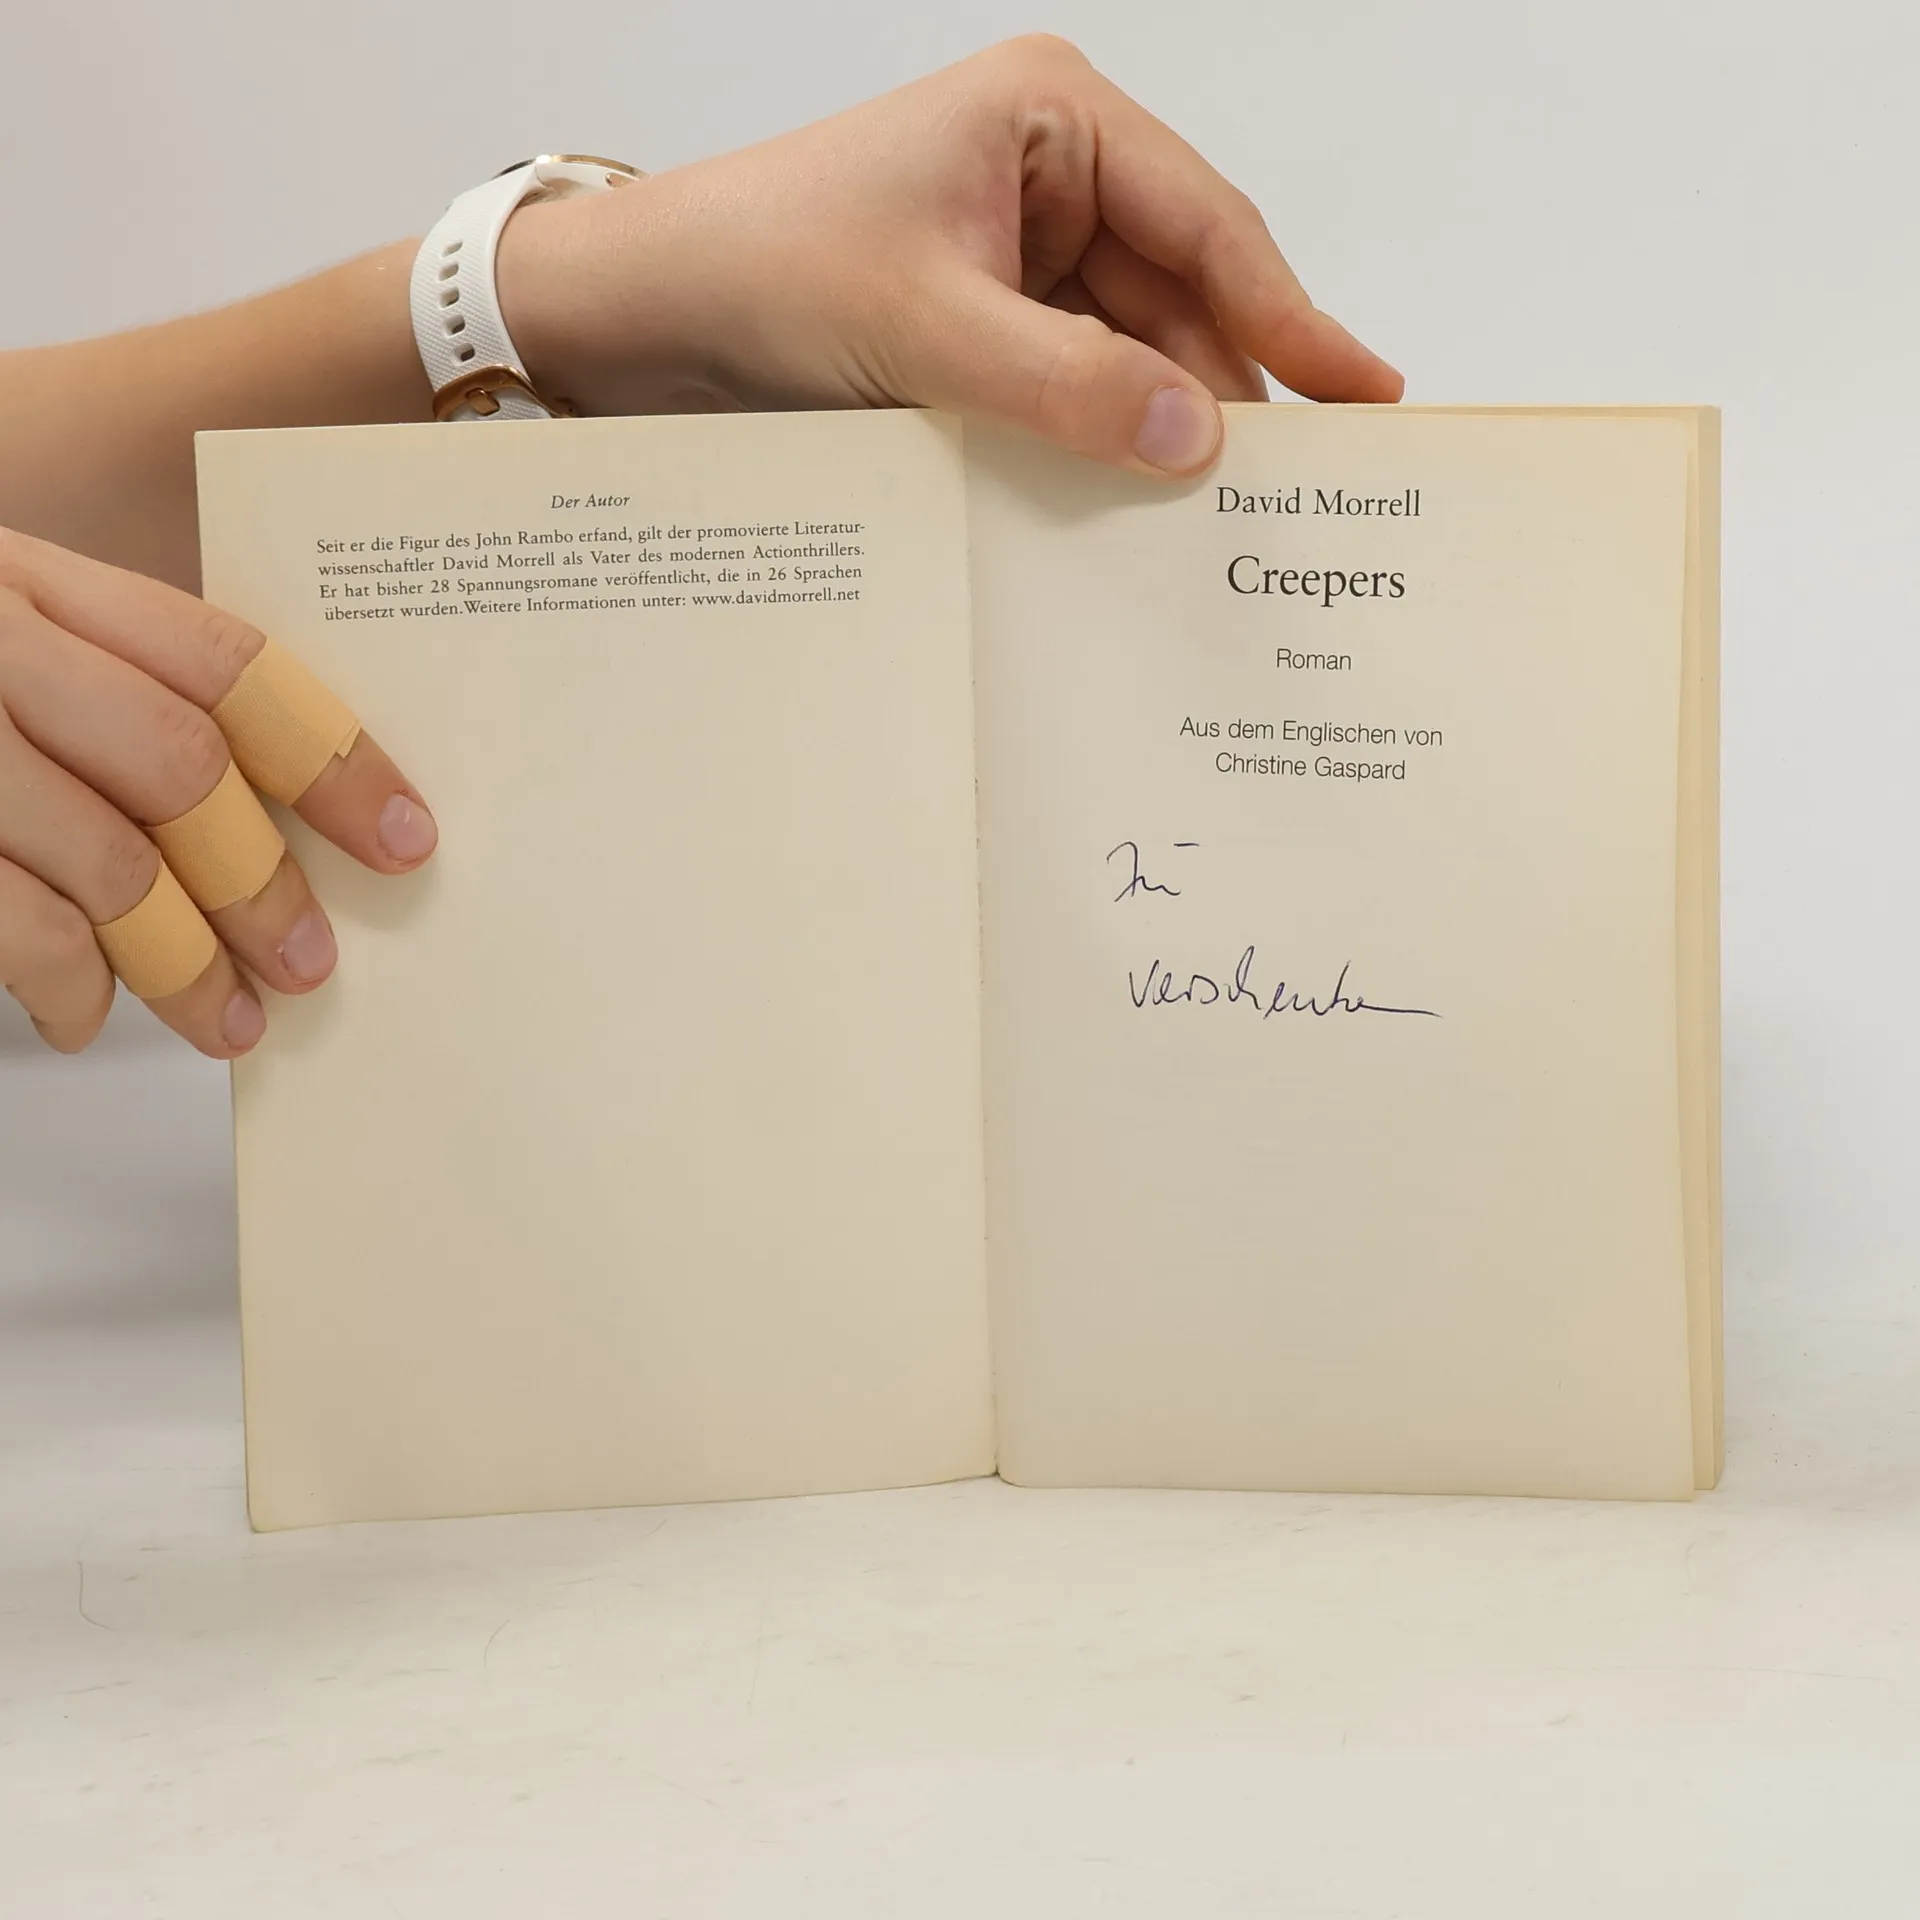 Der Autor
Seit er die Figur des John Rambo erfand, gilt der promovierte Literatur-
wissenschaftler David Morrell als Vater des modernen Actionthrillers.
Er hat bisher 28 Spannungsromane veröffentlicht, die in 26 Sprachen
übersetzt wurden.Weitere Informationen unter: www.davidmorrell.net
David Morrell
Creepers
Roman
Aus dem Englischen von
Christine Gaspard
verschenken